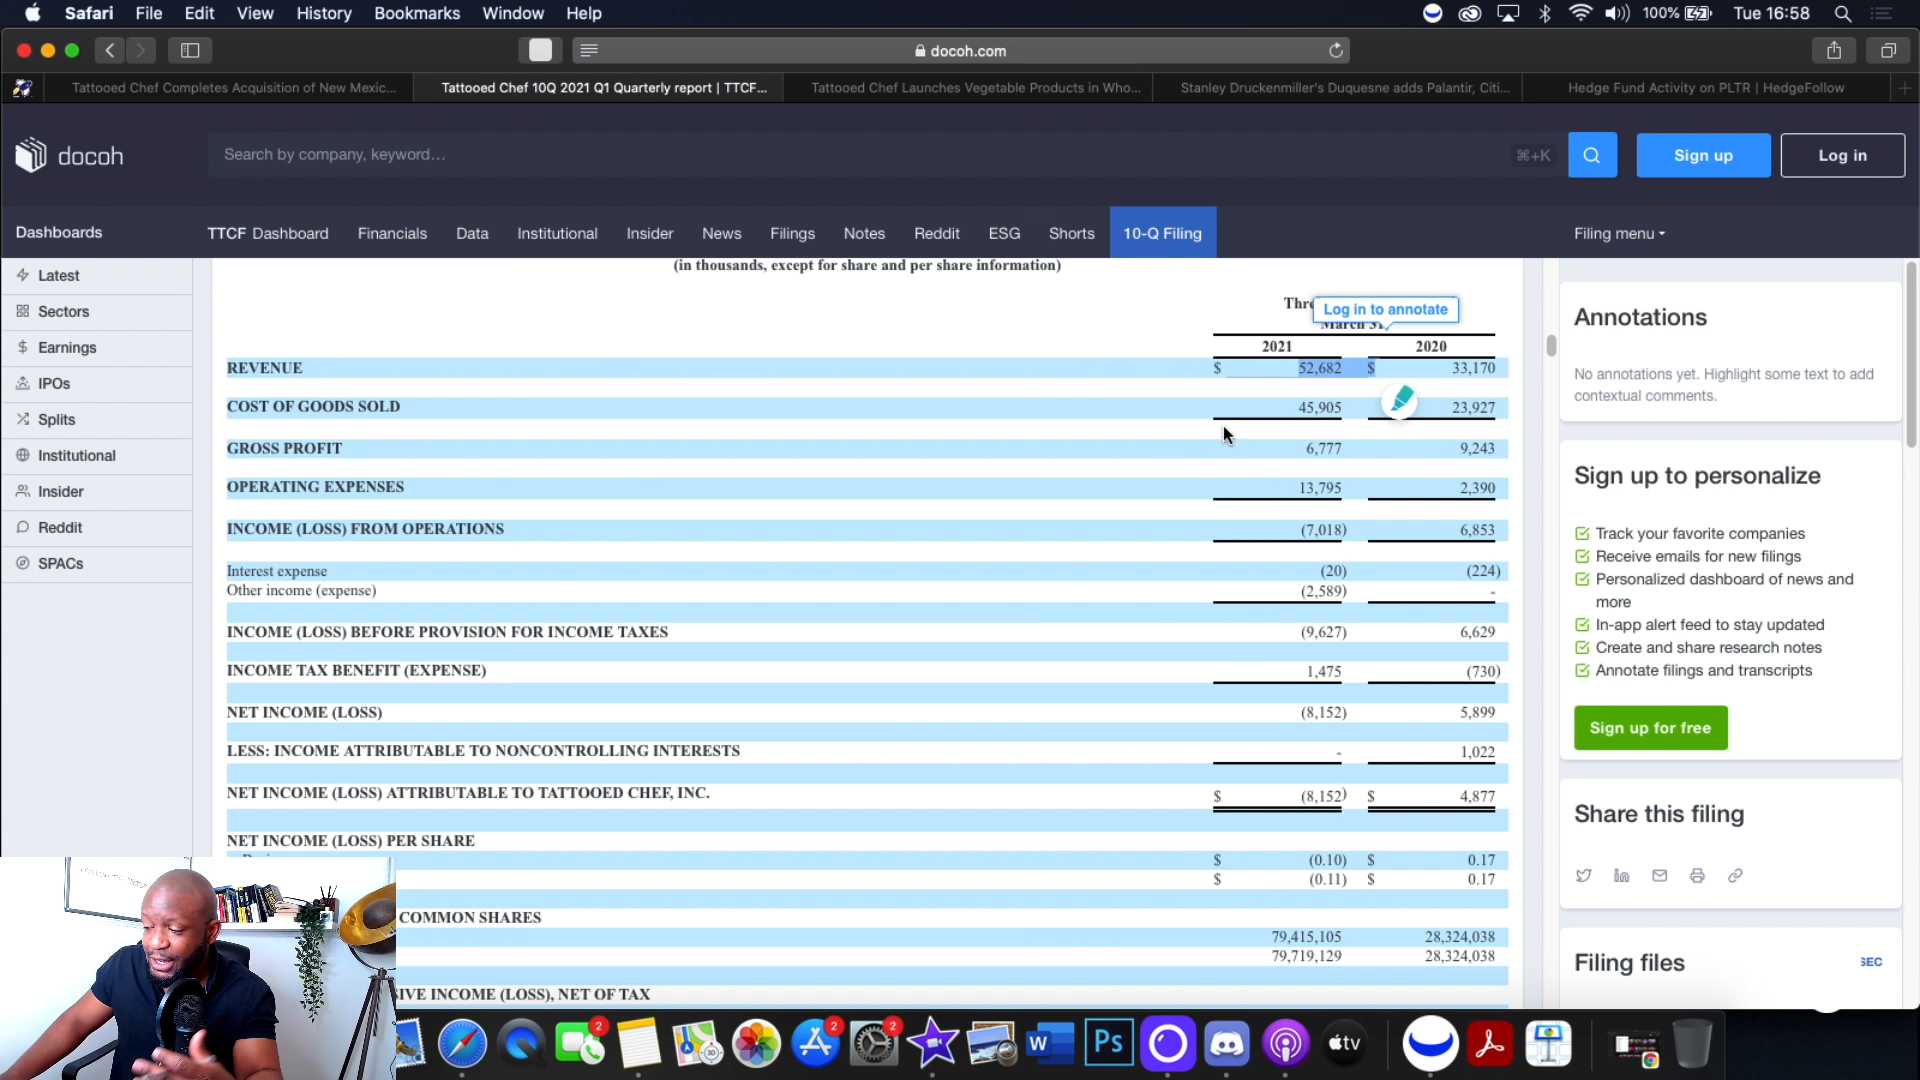 Safari File Edit View History Bookmarks Window Help 100% Tue 16:58
docoh.com
Tattooed Chef Completes Acquisition of New Mexic... Tattooed Chef 10Q 2021 Q1 Quarterly report | TTCF... Tattooed Chef Launches Vegetable Products in Who... Stanley Druckenmiller's Duquesne adds Palantir, Citi... Hedge Fund Activity on PLTR | HedgeFollow
docoh Search by company, keyword... ⌘+K Sign up Log in
Dashboards TTCF Dashboard Financials Data Institutional Insider News Filings Notes Reddit ESG Shorts 10-Q Filing Filing menu
Latest
Sectors
Earnings
IPOs
Splits
Institutional
Insider
Reddit
SPACs
(in thousands, except for share and per share information)
Log in to annotate
2021 2020
REVENUE $ 52,682 $ 33,170
COST OF GOODS SOLD 45,905 23,927
GROSS PROFIT 6,777 9,243
OPERATING EXPENSES 13,795 2,390
INCOME (LOSS) FROM OPERATIONS (7,018) 6,853
Interest expense (20) (224)
Other income (expense) (2,589) -
INCOME (LOSS) BEFORE PROVISION FOR INCOME TAXES (9,627) 6,629
INCOME TAX BENEFIT (EXPENSE) 1,475 (730)
NET INCOME (LOSS) (8,152) 5,899
LESS: INCOME ATTRIBUTABLE TO NONCONTROLLING INTERESTS - 1,022
NET INCOME (LOSS) ATTRIBUTABLE TO TATTOOED CHEF, INC. $ (8,152) $ 4,877
NET INCOME (LOSS) PER SHARE
$ (0.10) $ 0.17
$ (0.11) $ 0.17
COMMON SHARES
79,415,105 28,324,038
79,719,129 28,324,038
SIVE INCOME (LOSS), NET OF TAX
Annotations
No annotations yet. Highlight some text to add
contextual comments.
Sign up to personalize
Track your favorite companies
Receive emails for new filings
Personalized dashboard of news and
more
In-app alert feed to stay updated
Create and share research notes
Annotate filings and transcripts
Sign up for free
Share this filing
Filing files SEC
2 2 2 W Ps tv